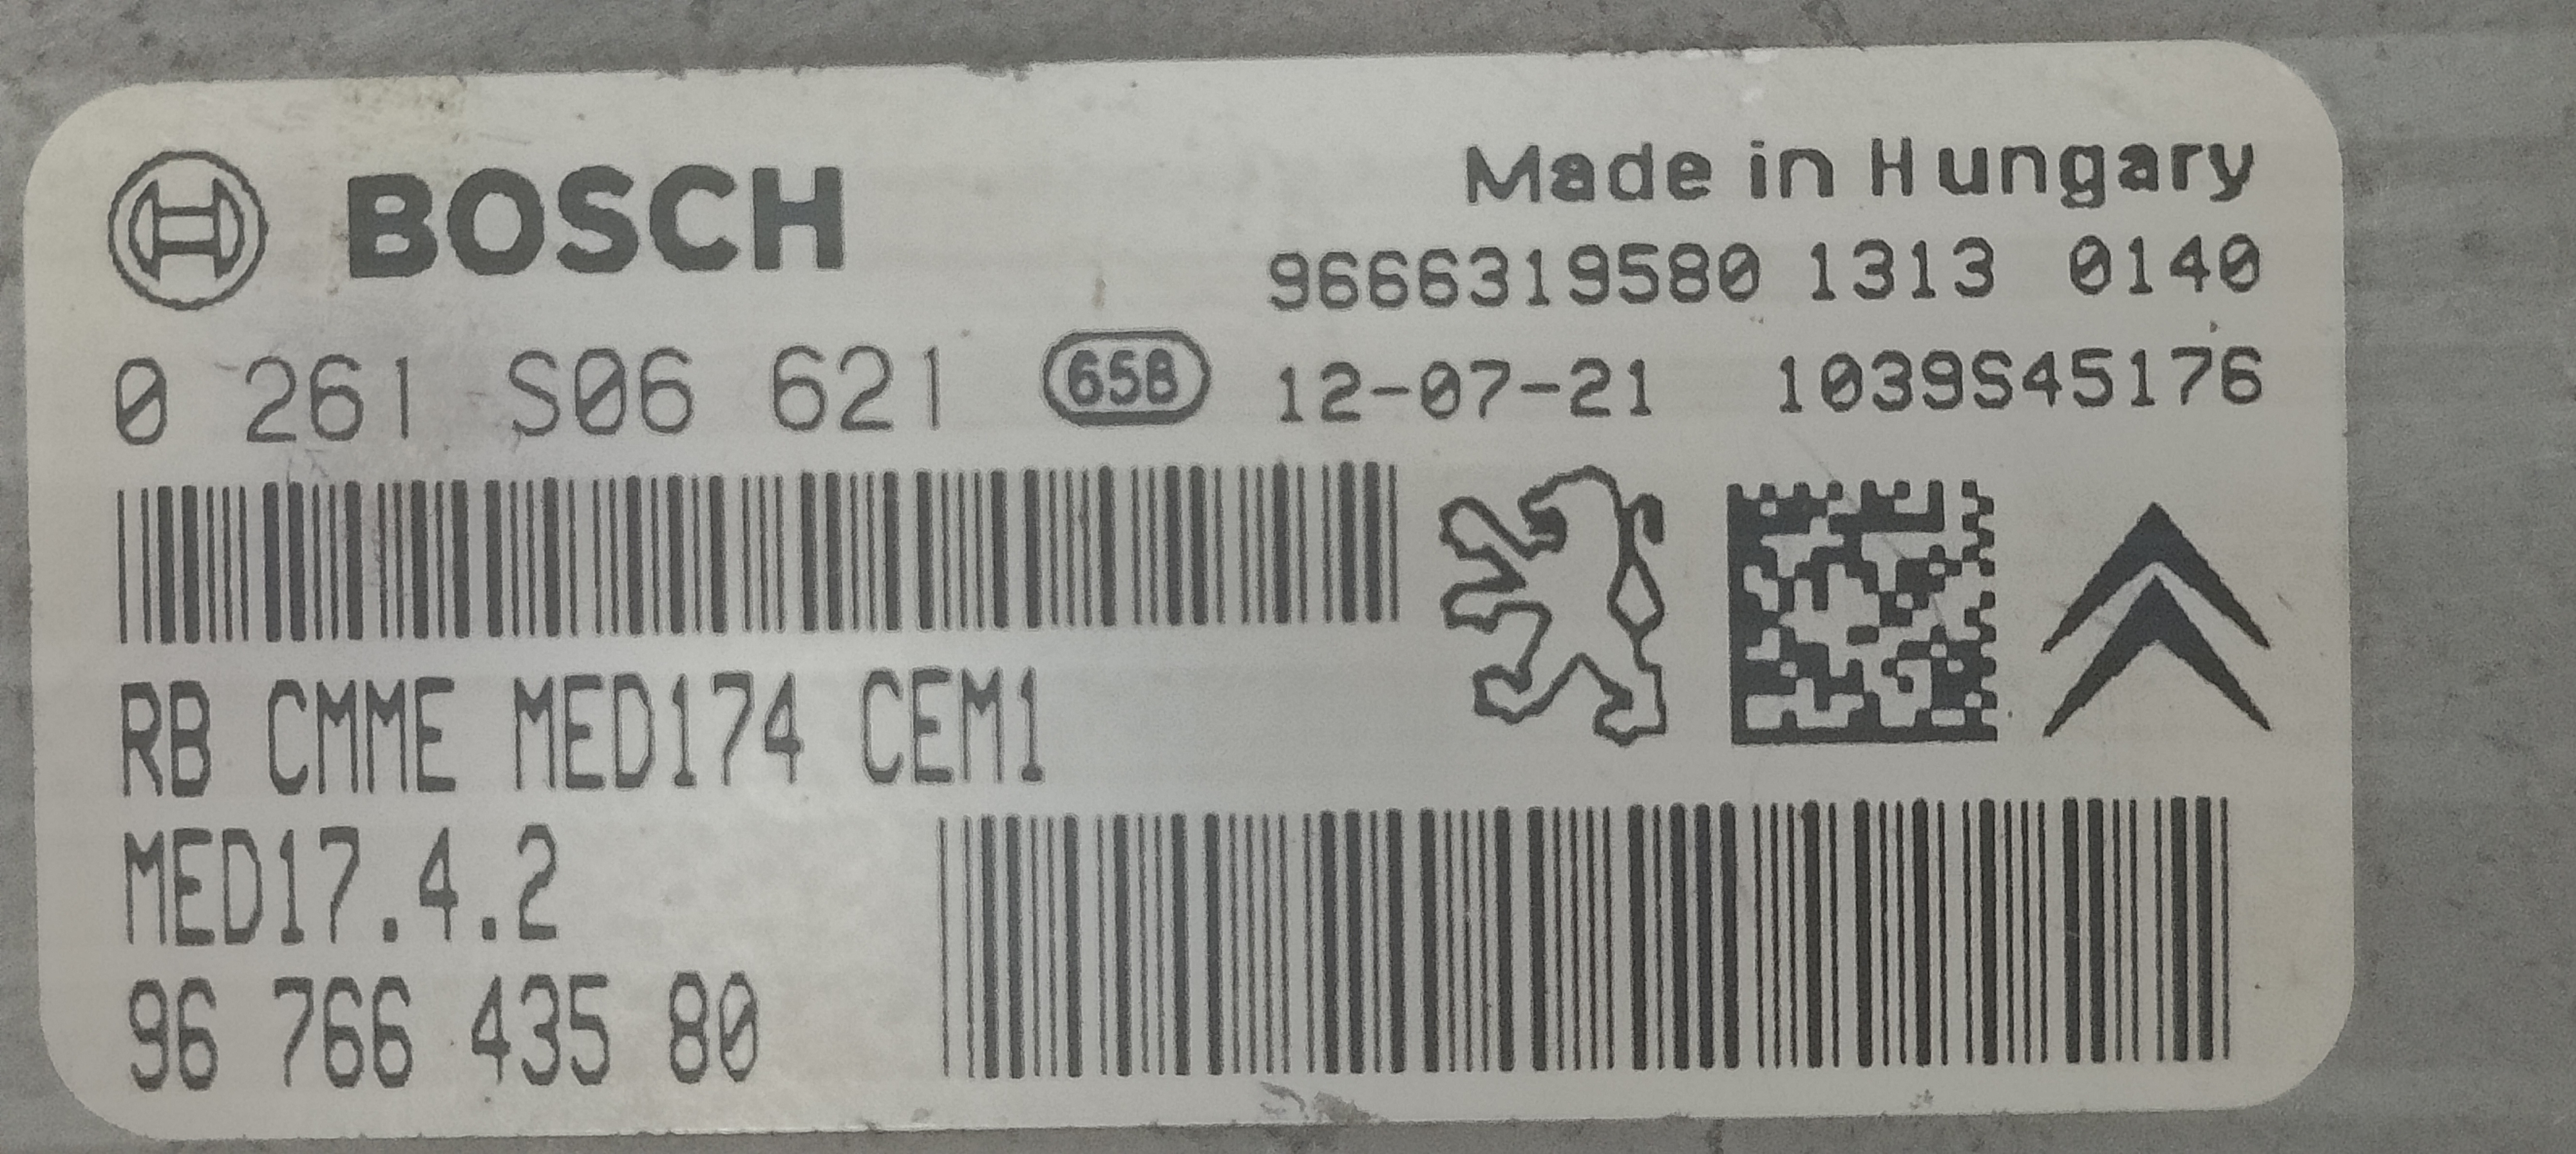 BOSCH
Made in Hungary
9666319580 1313 0140
0 261 S06 621 658 12-07-21 1039S45176
RB CMME MED174 CEM1
MED17.4.2
96 766 435 80